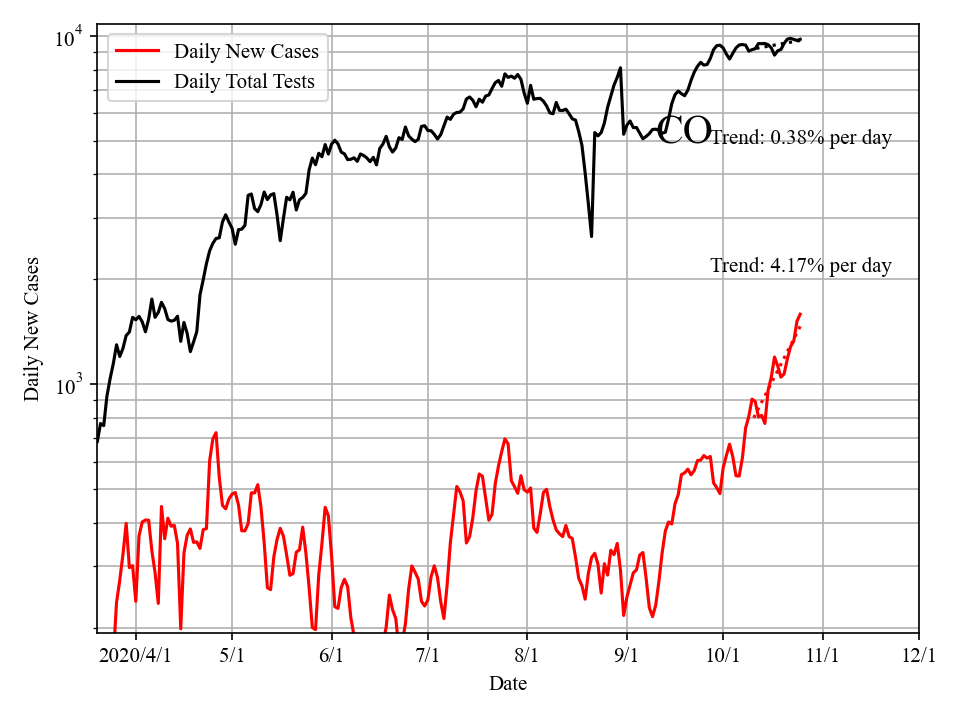 10^4
Daily New Cases
Daily Total Tests
CO
Trend: 0.38% per day
Trend: 4.17% per day
10^3
Daily New Cases
2020/4/1 5/1 6/1 7/1 8/1 9/1 10/1 11/1 12/1
Date